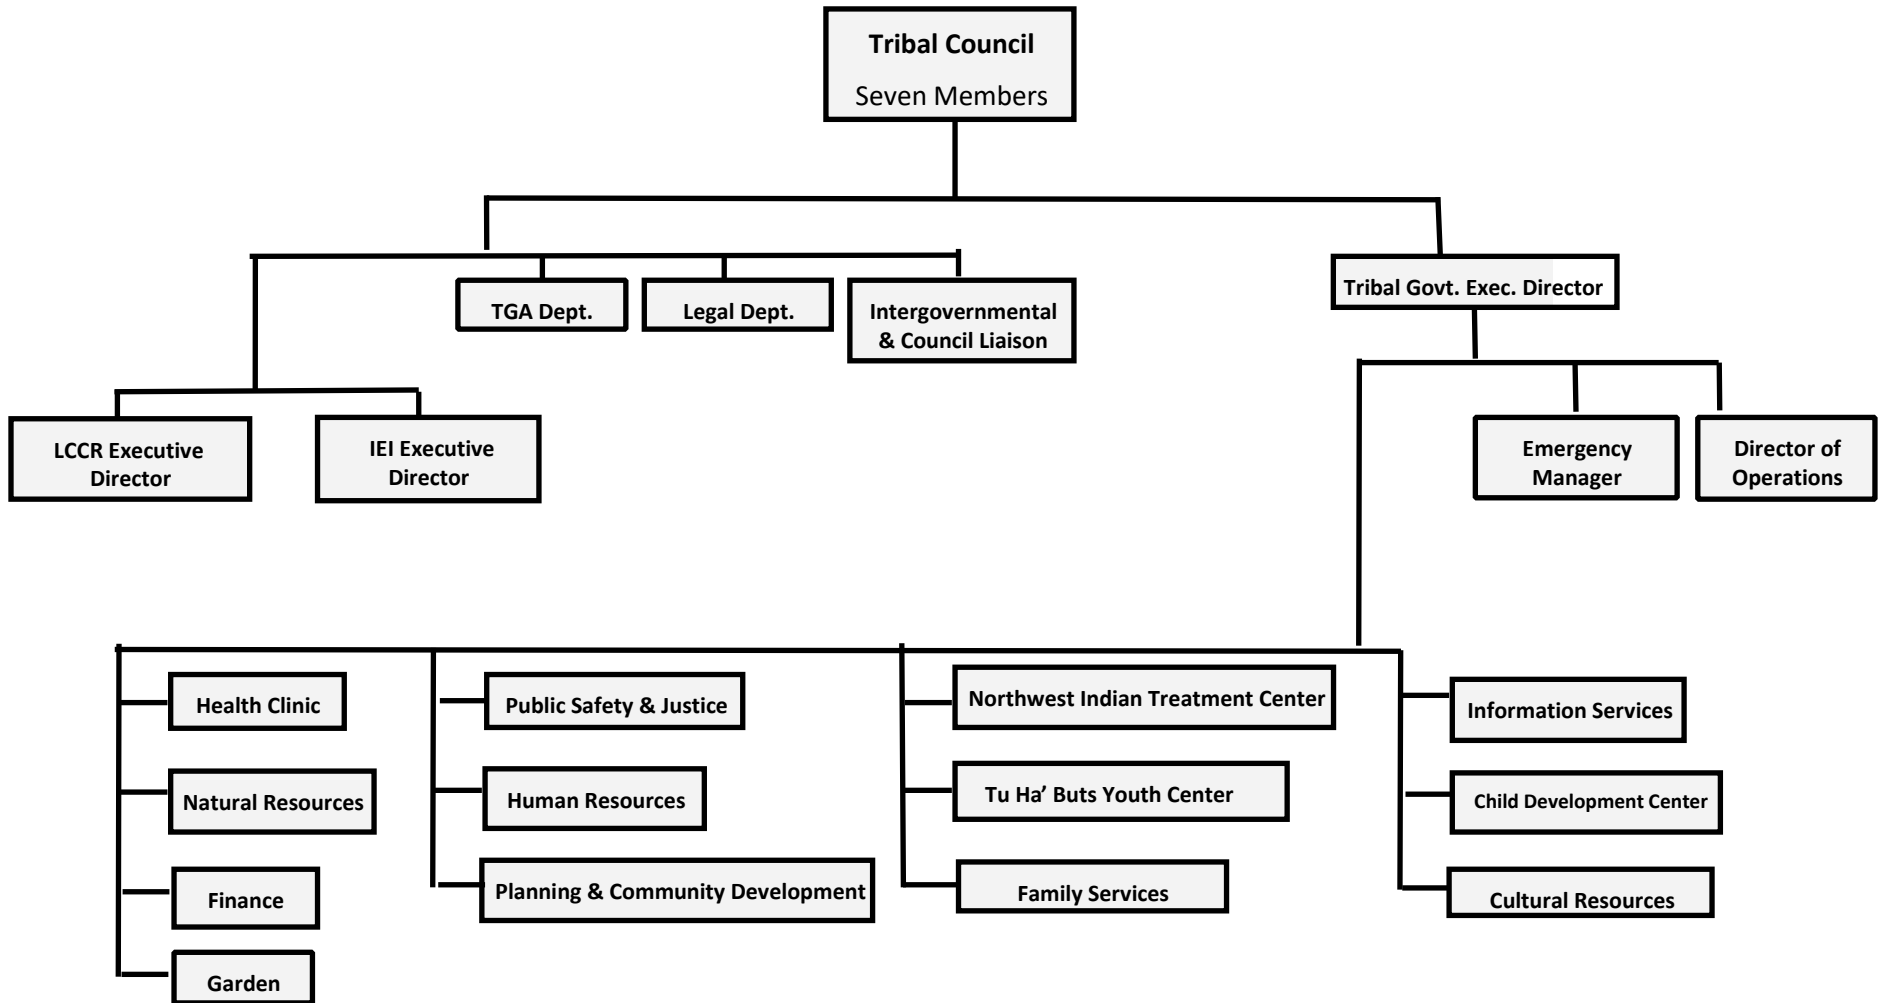 Tribal Council
Seven Members
TGA Dept.
Legal Dept.
Intergovernmental
& Council Liaison
Tribal Govt. Exec. Director
LCCR Executive
Director
IEI Executive
Director
Emergency
Manager
Director of
Operations
Health Clinic
Natural Resources
Finance
Garden
Public Safety & Justice
Human Resources
Planning & Community Development
Northwest Indian Treatment Center
Tu Ha’ Buts Youth Center
Family Services
Information Services
Child Development Center
Cultural Resources